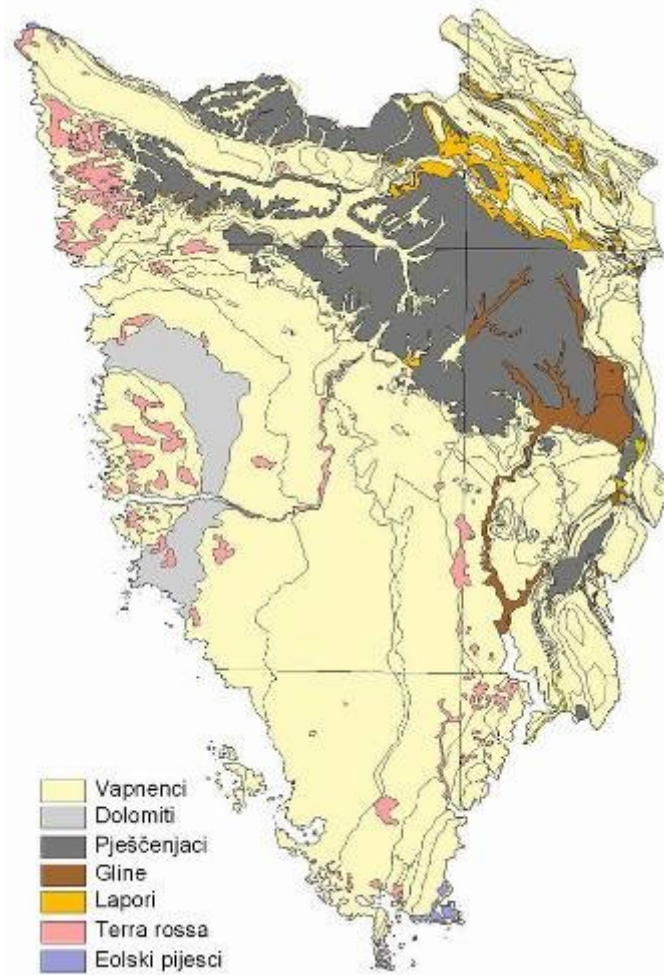 Vapnenci
Dolomiti
Pješčenjaci
Gline
Lapori
Terra rossa
Eolski pijesci